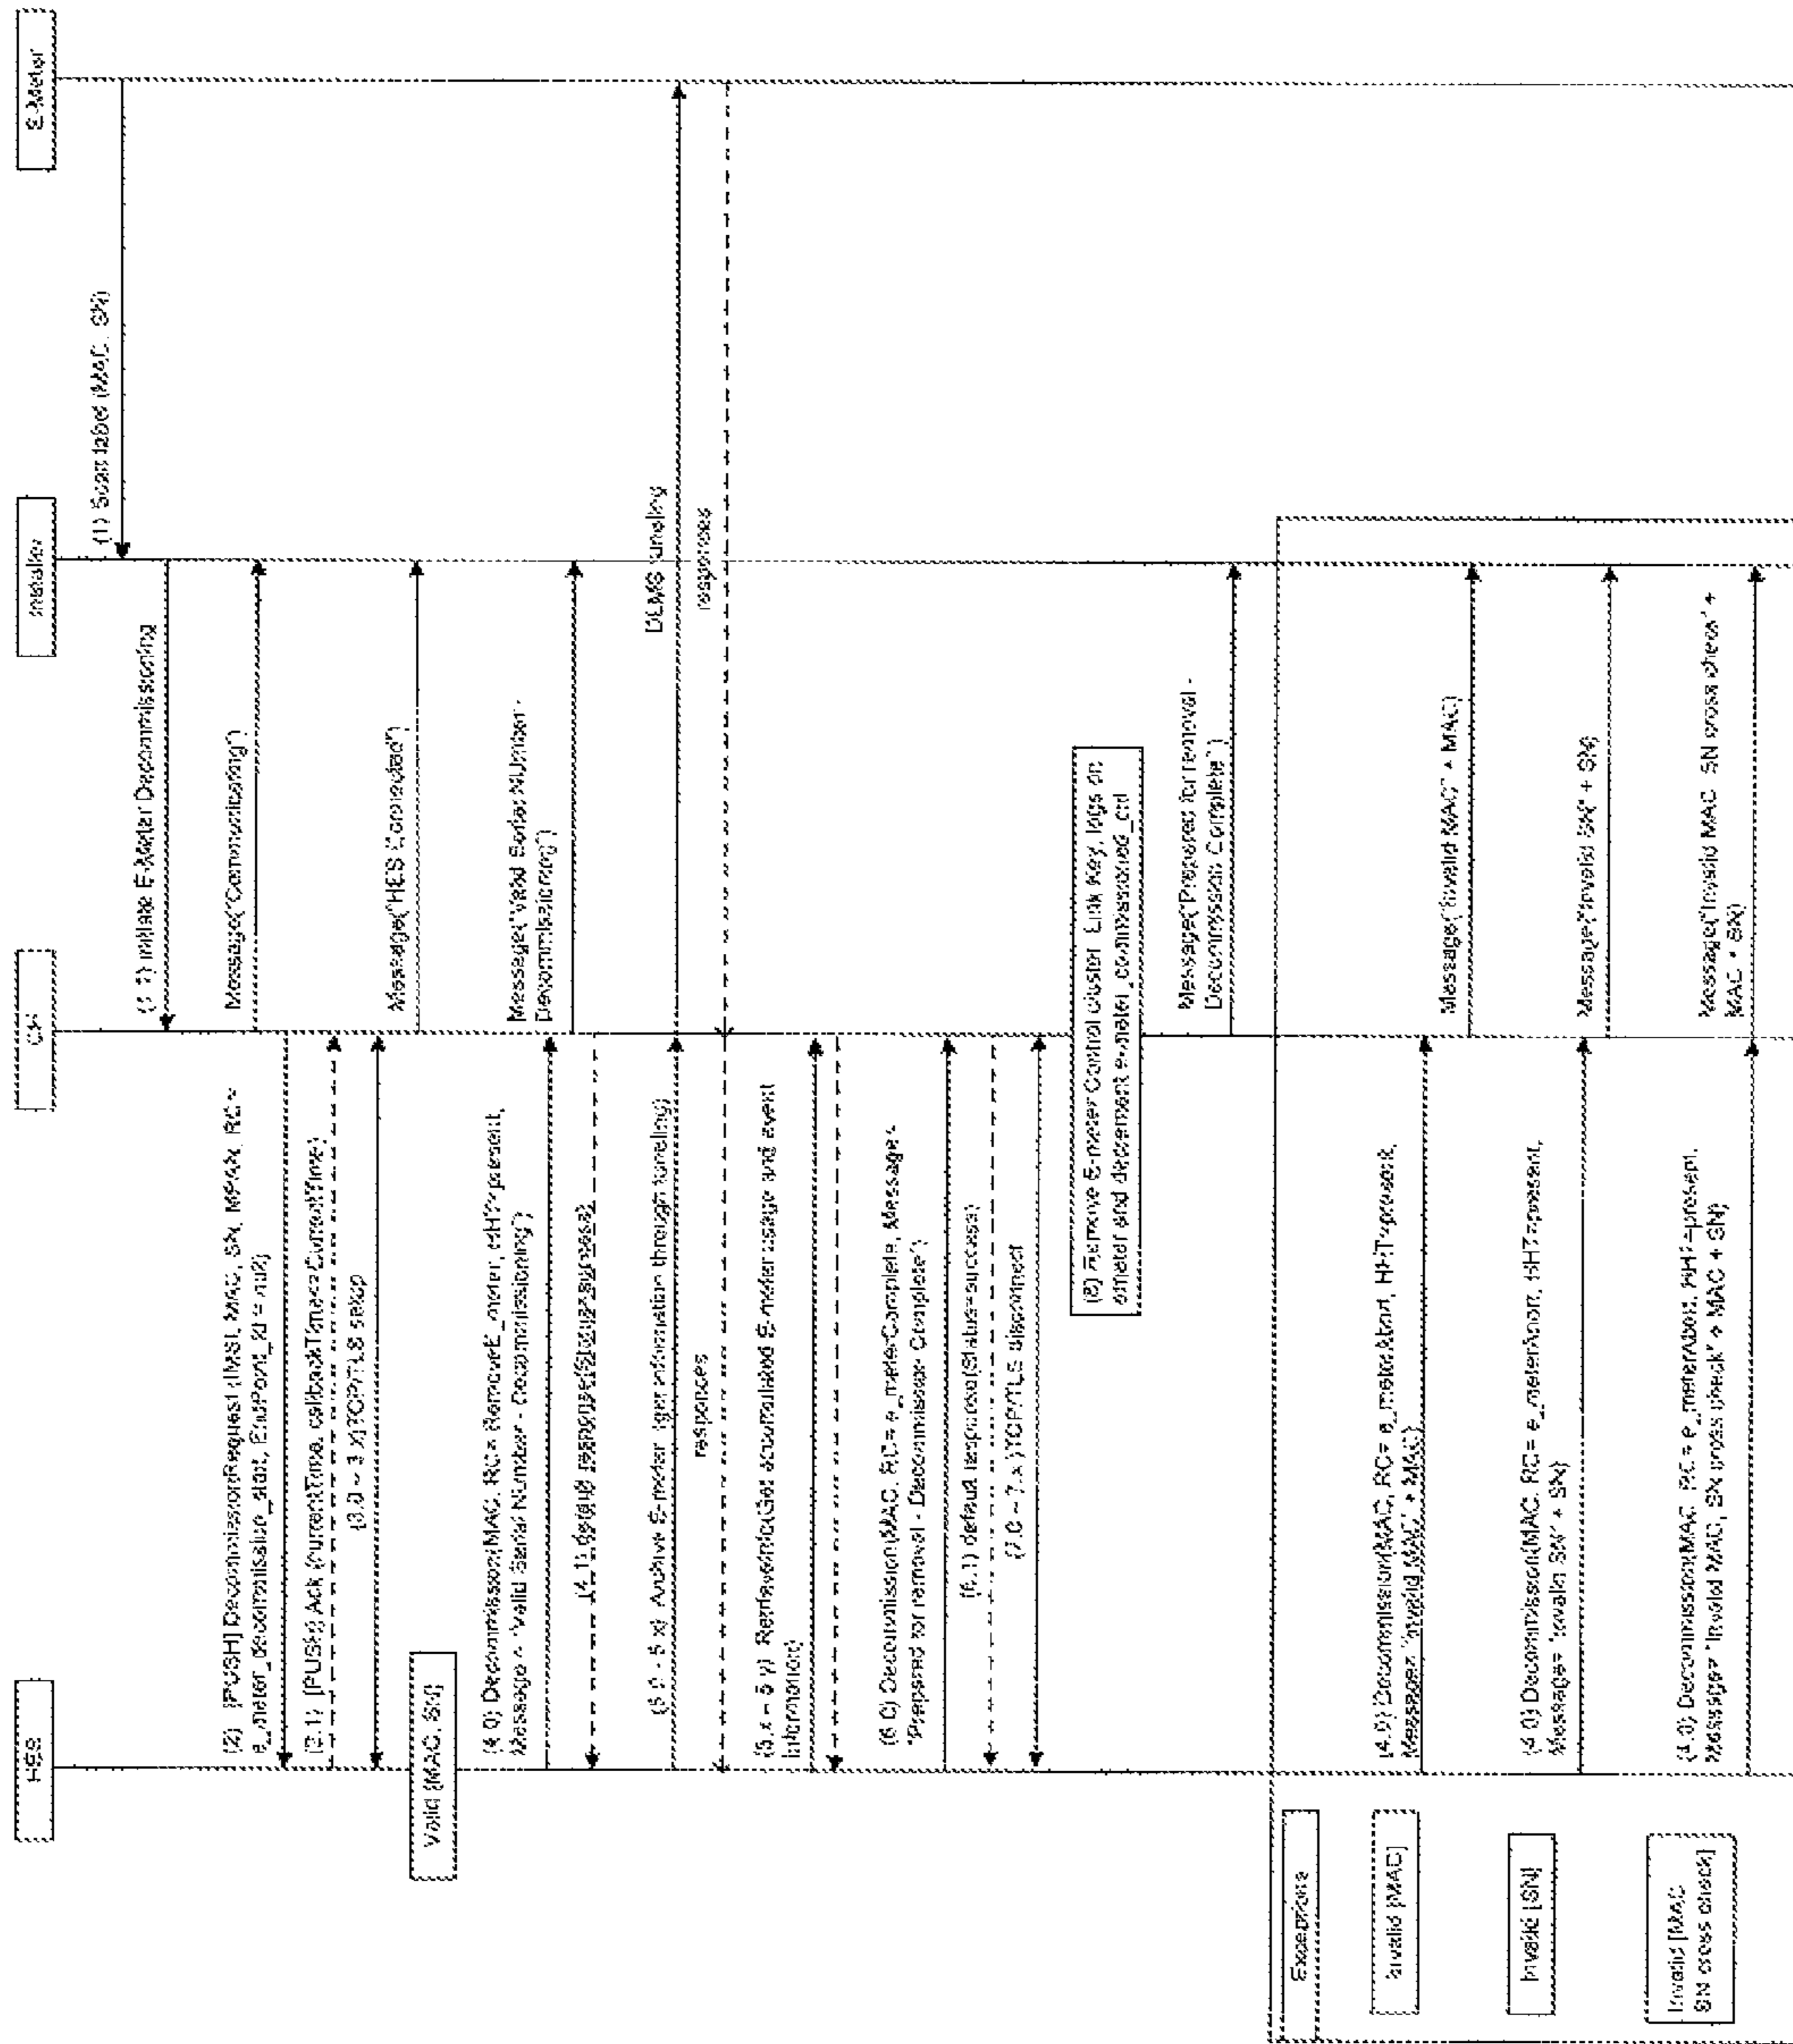 HES
CH
Installer
E-Meter
(1) Scan label (MAC, SN)
(1.1) Initiate E-Meter Decommissioning
Message("Communicating")
(2) [PUSH] DecommissionRequest (IMSI, MAC, SN, MPAN, RC =
e_meter_decommission_start, EndPoint_ID = null)
(2.1) [PUSH] Ack (currentTime, callbackTime<=CurrentTime)
(3.0 - 3.x)TCP/TLS setup
Message("HES Connected")
Valid [MAC, SN]
(4.0) Decommission(MAC, RC= RemoveE_meter, HHT=present,
Message = "Valid Serial Number - Decommissioning")
Message("Valid Serial NUmber -
Decommissioning")
(4.1) default
(5.0 - 5.x) Archive E-meter info through tunneling)
DLMS tunneling
responses
responses
(5.x - 5.y) RetrieveInfo(Get accumulated E-meter usage and event
information)
(6.0) Decommission(MAC, RC= e_meterComplete, Message=
"Prepared for removal - Decommission Complete")
(6.1) default response(Status=success)
(7.0 - 7.x)TCP/TLS disconnect
(8) Remove E-meter Control cluster Link Key, logs on
emeter and decrement e-meter_commissioned_cnt
Message("Prepared for removal -
Decommission Complete")
Exceptions
Invalid [MAC]
(4.0) Decommission(MAC, RC= e_meterAbort, HHT=present,
Message= "Invalid MAC" + MAC)
Message("Invalid MAC" + MAC)
Invalid [SN]
(4.0) Decommission(MAC, RC= e_meterAbort, HHT=present,
Message= "Invalid SN" + SN)
Message("Invalid SN" + SN)
Invalid [MAC
SN cross check]
(4.0) Decommission(MAC, RC= e_meterAbort, HHT=present,
Message= "Invalid MAC, SN cross check" + MAC + SN)
Message("Invalid MAC, SN cross check" +
MAC + SN)